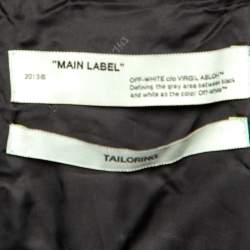 "MAIN LABEL"
2013®
OFF-WHITE c/o VIRGIL ABLOH™
Defining the grey area between black
and white as the color Off-White™
TAILORING